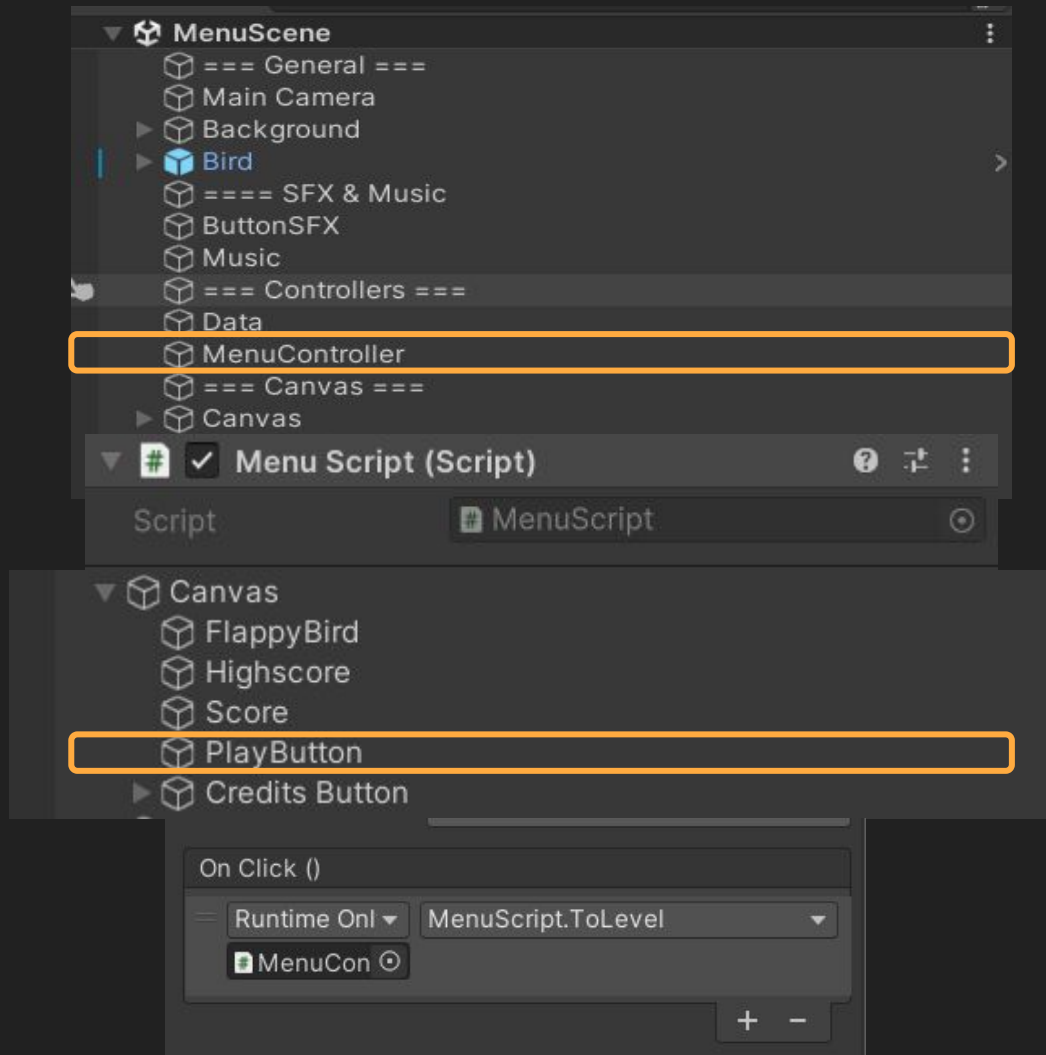 MenuScene
=== General ===
Main Camera
Background
Bird
==== SFX & Music
ButtonSFX
Music
=== Controllers ===
Data
MenuController
=== Canvas ===
Canvas
# Menu Script (Script)
Script # MenuScript
Canvas
FlappyBird
Highscore
Score
PlayButton
Credits Button
On Click ()
Runtime Onl MenuScript.ToLevel
# MenuCon
+ −